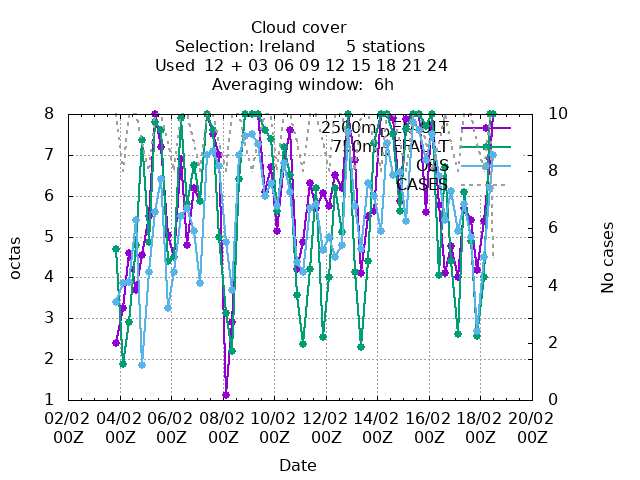 Cloud cover
Selection: Ireland 5 stations
Used 12 + 03 06 09 12 15 18 21 24
Averaging window: 6h
octas
No cases
8
7
6
5
4
3
2
1
10
8
6
4
2
0
OBS
CASES
02/02 04/02 06/02 08/02 10/02 12/02 14/02 16/02 18/02 20/02
00Z 00Z 00Z 00Z 00Z 00Z 00Z 00Z 00Z 00Z
Date